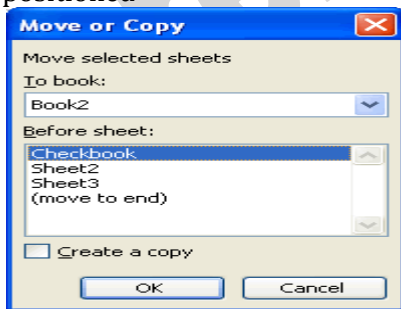 positioned
Move or Copy
Move selected sheets
To book:
Book2
Before sheet:
Checkbook
Sheet2
Sheet3
(move to end)
Create a copy
OK Cancel